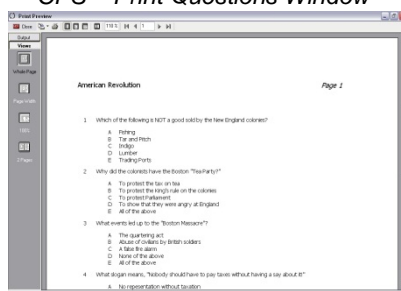 CPS - Print Questions Window
Print Preview
Close
110 %
1
Output
Views
Whole Page
Page Width
100%
2 Pages
American Revolution
Page 1
1 Which of the following is NOT a good sold by the New England colonies?
A Fishing
B Tar and Pitch
C Indigo
D Lumber
E Trading Ports
2 Why did the colonists have the Boston "Tea Party?"
A To protest the tax on tea
B To protest the King's rule on the colonies
C To protest Parliament
D To show that they were angry at England
E All of the above
3 What events led up to the "Boston Massacre"?
A The quartering act
B Abuse of civilians by British soldiers
C A false fire alarm
D None of the above
E All of the above
4 What slogan means, "Nobody should have to pay taxes without having a say about it!"
A No representation without taxation